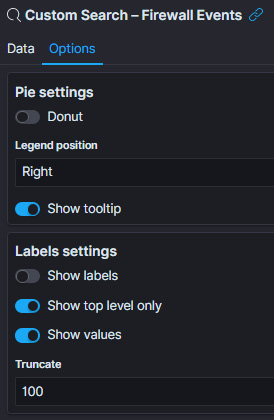 Custom Search – Firewall Events
Data Options
Pie settings
Donut
Legend position
Right
Show tooltip
Labels settings
Show labels
Show top level only
Show values
Truncate
100